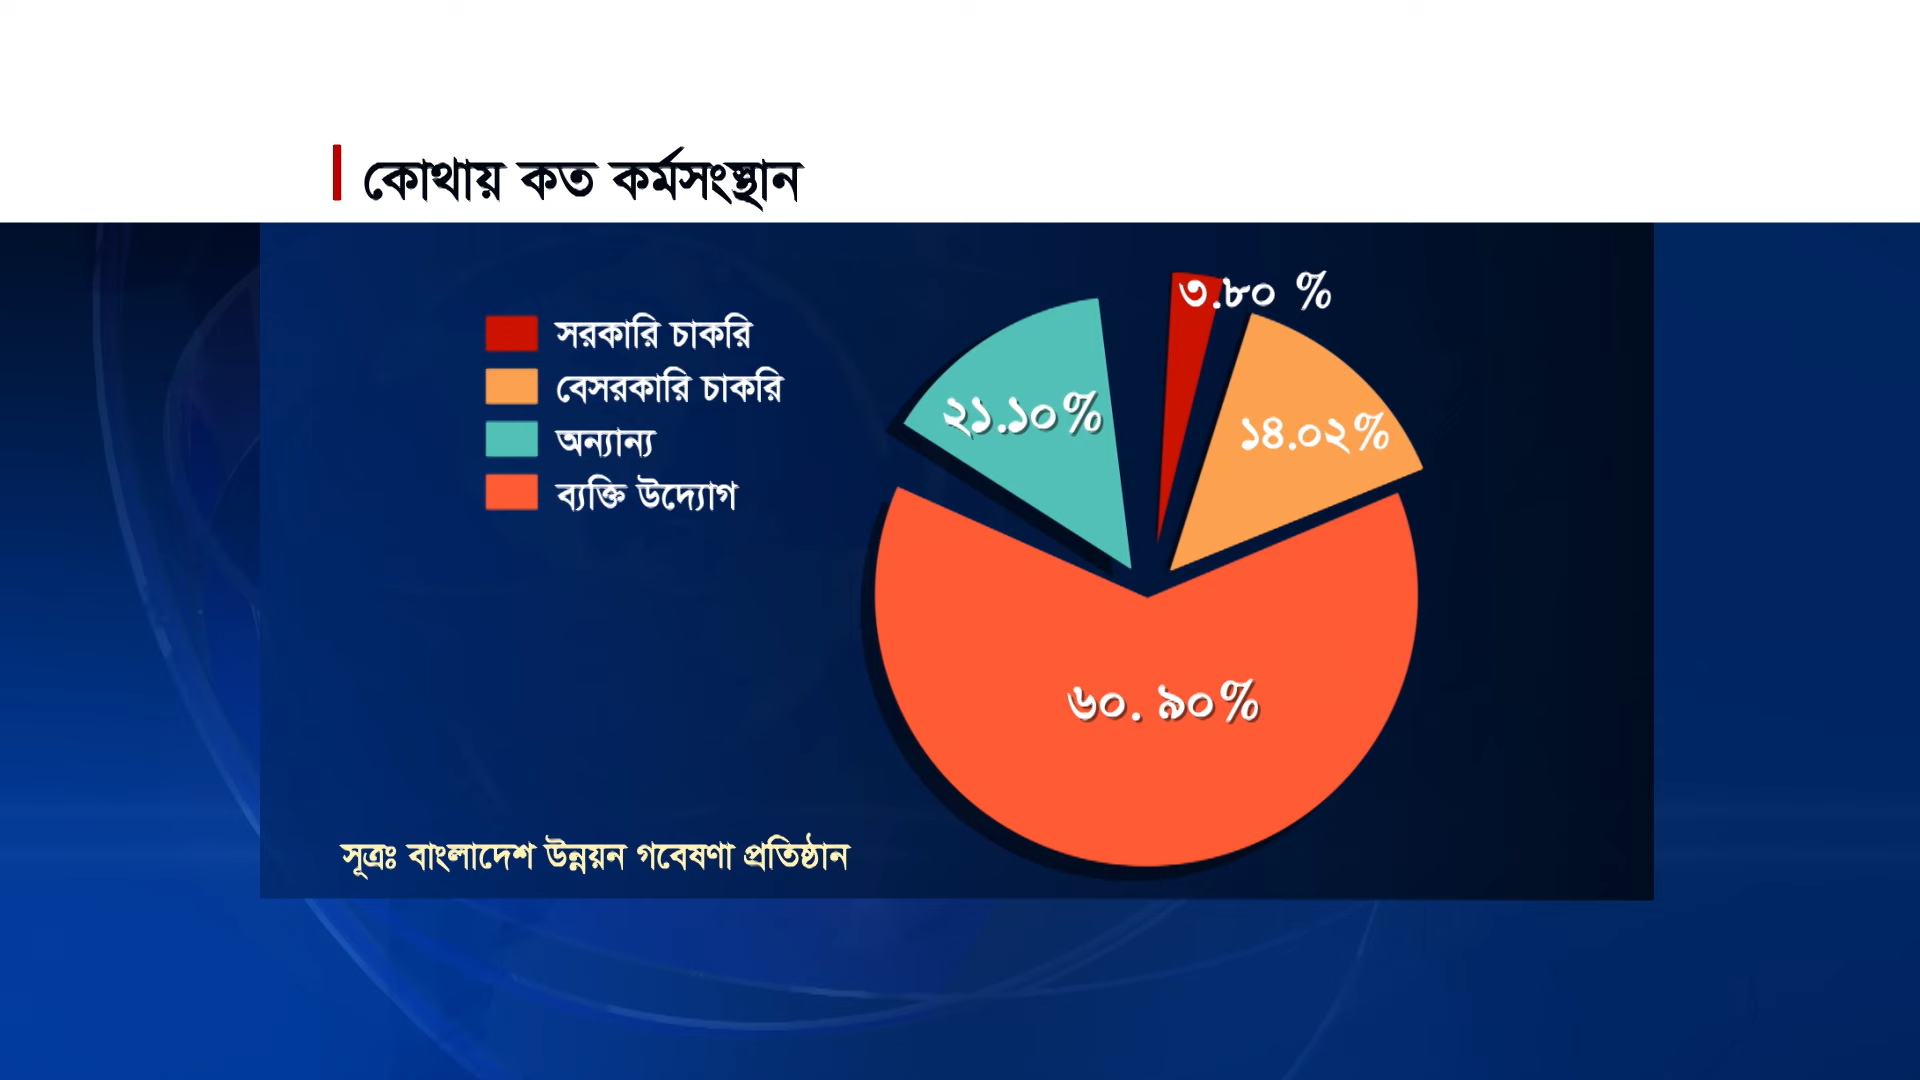 কোথায় কত কর্মসংস্থান
সরকারি চাকরি
বেসরকারি চাকরি
অন্যান্য
ব্যক্তি উদ্যোগ
৩.৮০ %
২১.১০%
১৪.০২%
৬০. ৯০%
সূত্রঃ বাংলাদেশ উন্নয়ন গবেষণা প্রতিষ্ঠান